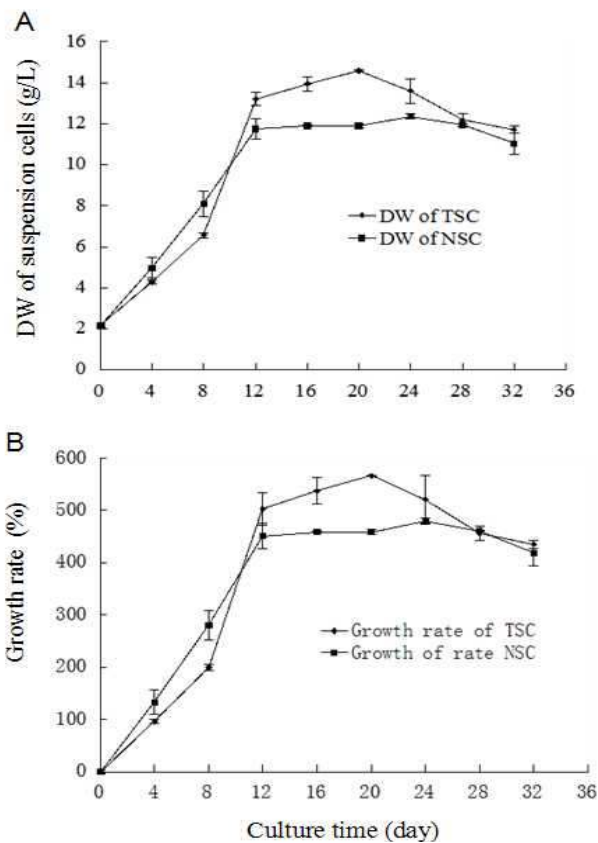 A
16
14
12
10
8
6
4
2
0
DW of suspension cells (g/L)
DW of TSC
DW of NSC
0 4 8 12 16 20 24 28 32 36
B
600
500
400
300
200
100
0
Growth rate (%)
Growth rate of TSC
Growth of rate NSC
0 4 8 12 16 20 24 28 32 36
Culture time (day)